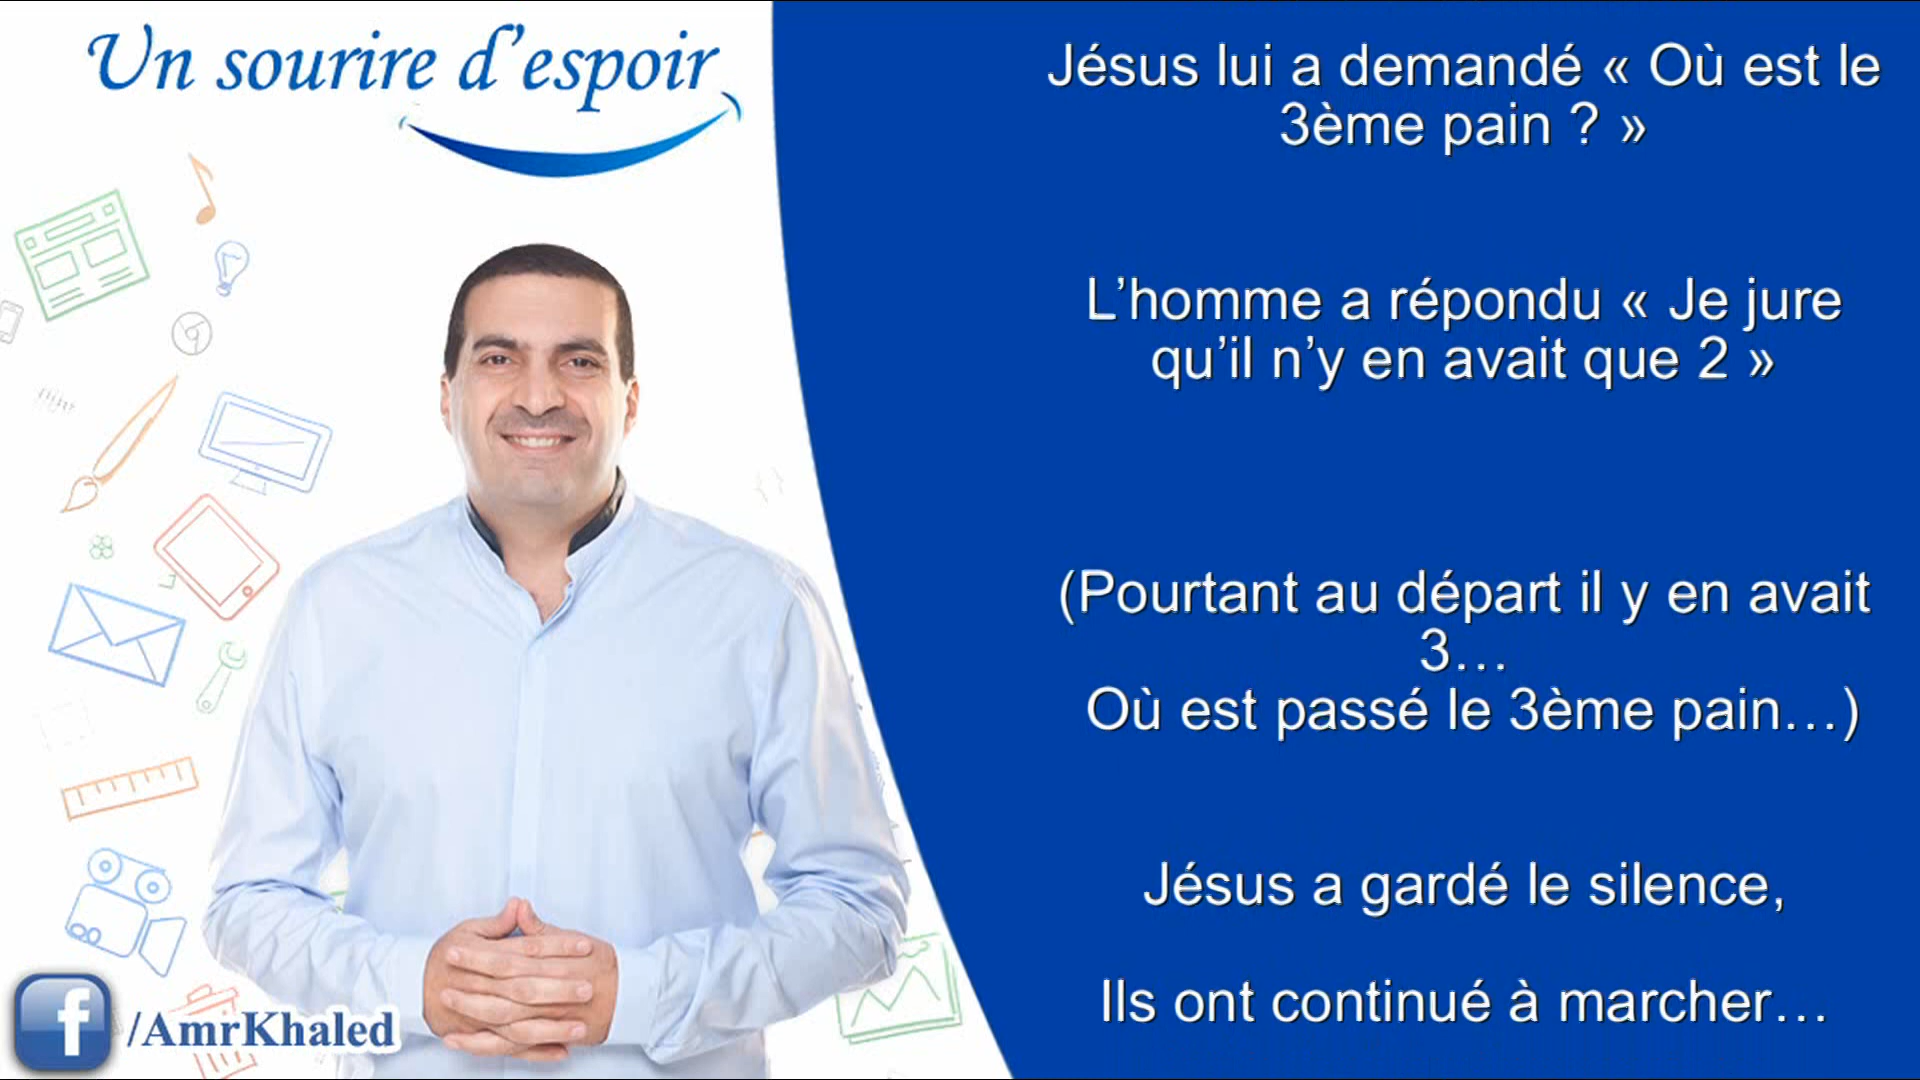 Un sourire d’espoir
Jésus lui a demandé « Où est le
3ème pain ? »
L’homme a répondu « Je jure
qu’il n’y en avait que 2 »
(Pourtant au départ il y en avait
3…
Où est passé le 3ème pain…)
Jésus a gardé le silence,
Ils ont continué à marcher…
f /AmrKhaled